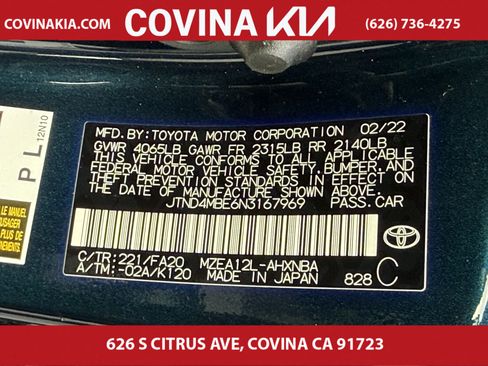 COVINAKIA.COM
COVINA KIA
(626) 736-4275
PL
12N10
USAGER
MFD. BY: TOYOTA MOTOR CORPORATION 02/22
GVWR 4065LB GAWR FR 2315LB RR 2140LB
THIS VEHICLE CONFORMS TO ALL APPLICABLE
FEDERAL MOTOR VEHICLE SAFETY, BUMPER, AND
THEFT PREVENTION STANDARDS IN EFFECT ON
THE DATE OF MANUFACTURE SHOWN ABOVE.
JTND4MBE6N3167969 PASS. CAR
C/TR: 221/FA20 MZEA12L-AHXNBA
A/TM: -02A/K120 MADE IN JAPAN 828 C
626 S CITRUS AVE, COVINA CA 91723